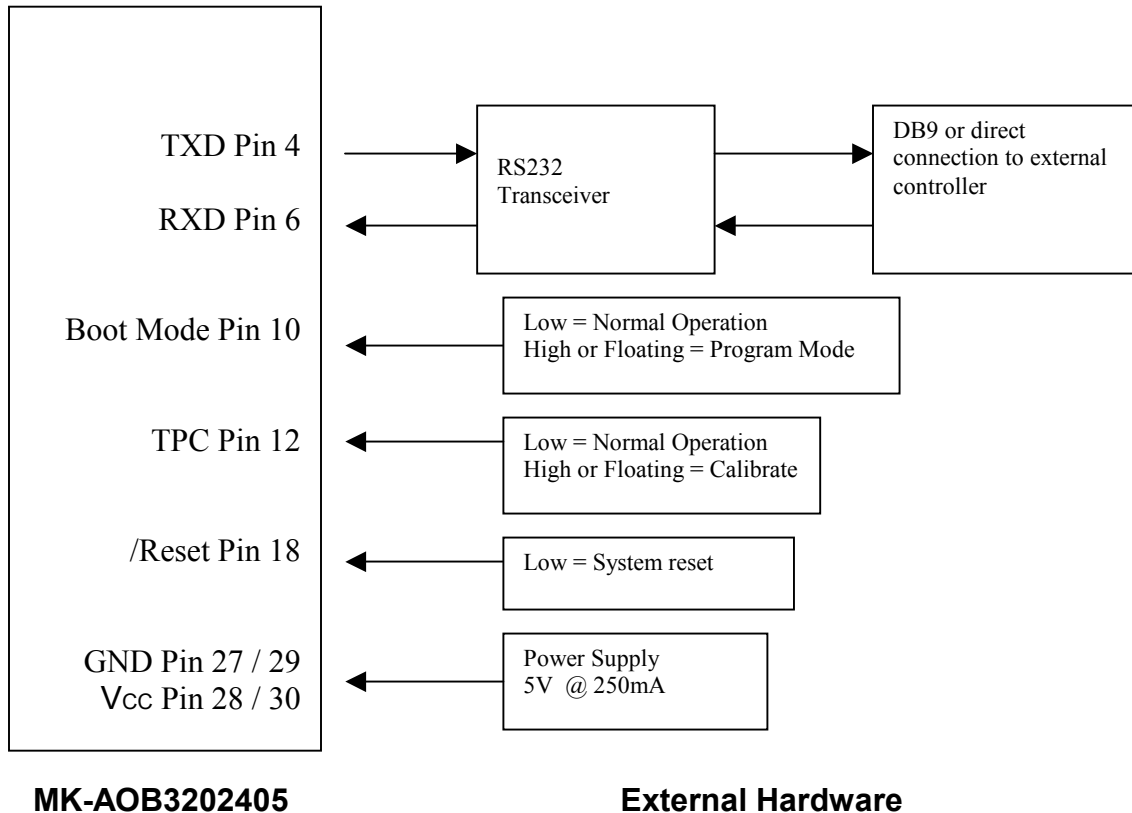 TXD Pin 4
RXD Pin 6
RS232
Transceiver
DB9 or direct
connection to external
controller
Boot Mode Pin 10
Low = Normal Operation
High or Floating = Program Mode
TPC Pin 12
Low = Normal Operation
High or Floating = Calibrate
/Reset Pin 18
Low = System reset
GND Pin 27 / 29
Vcc Pin 28 / 30
Power Supply
5V @ 250mA
MK-AOB3202405
External Hardware